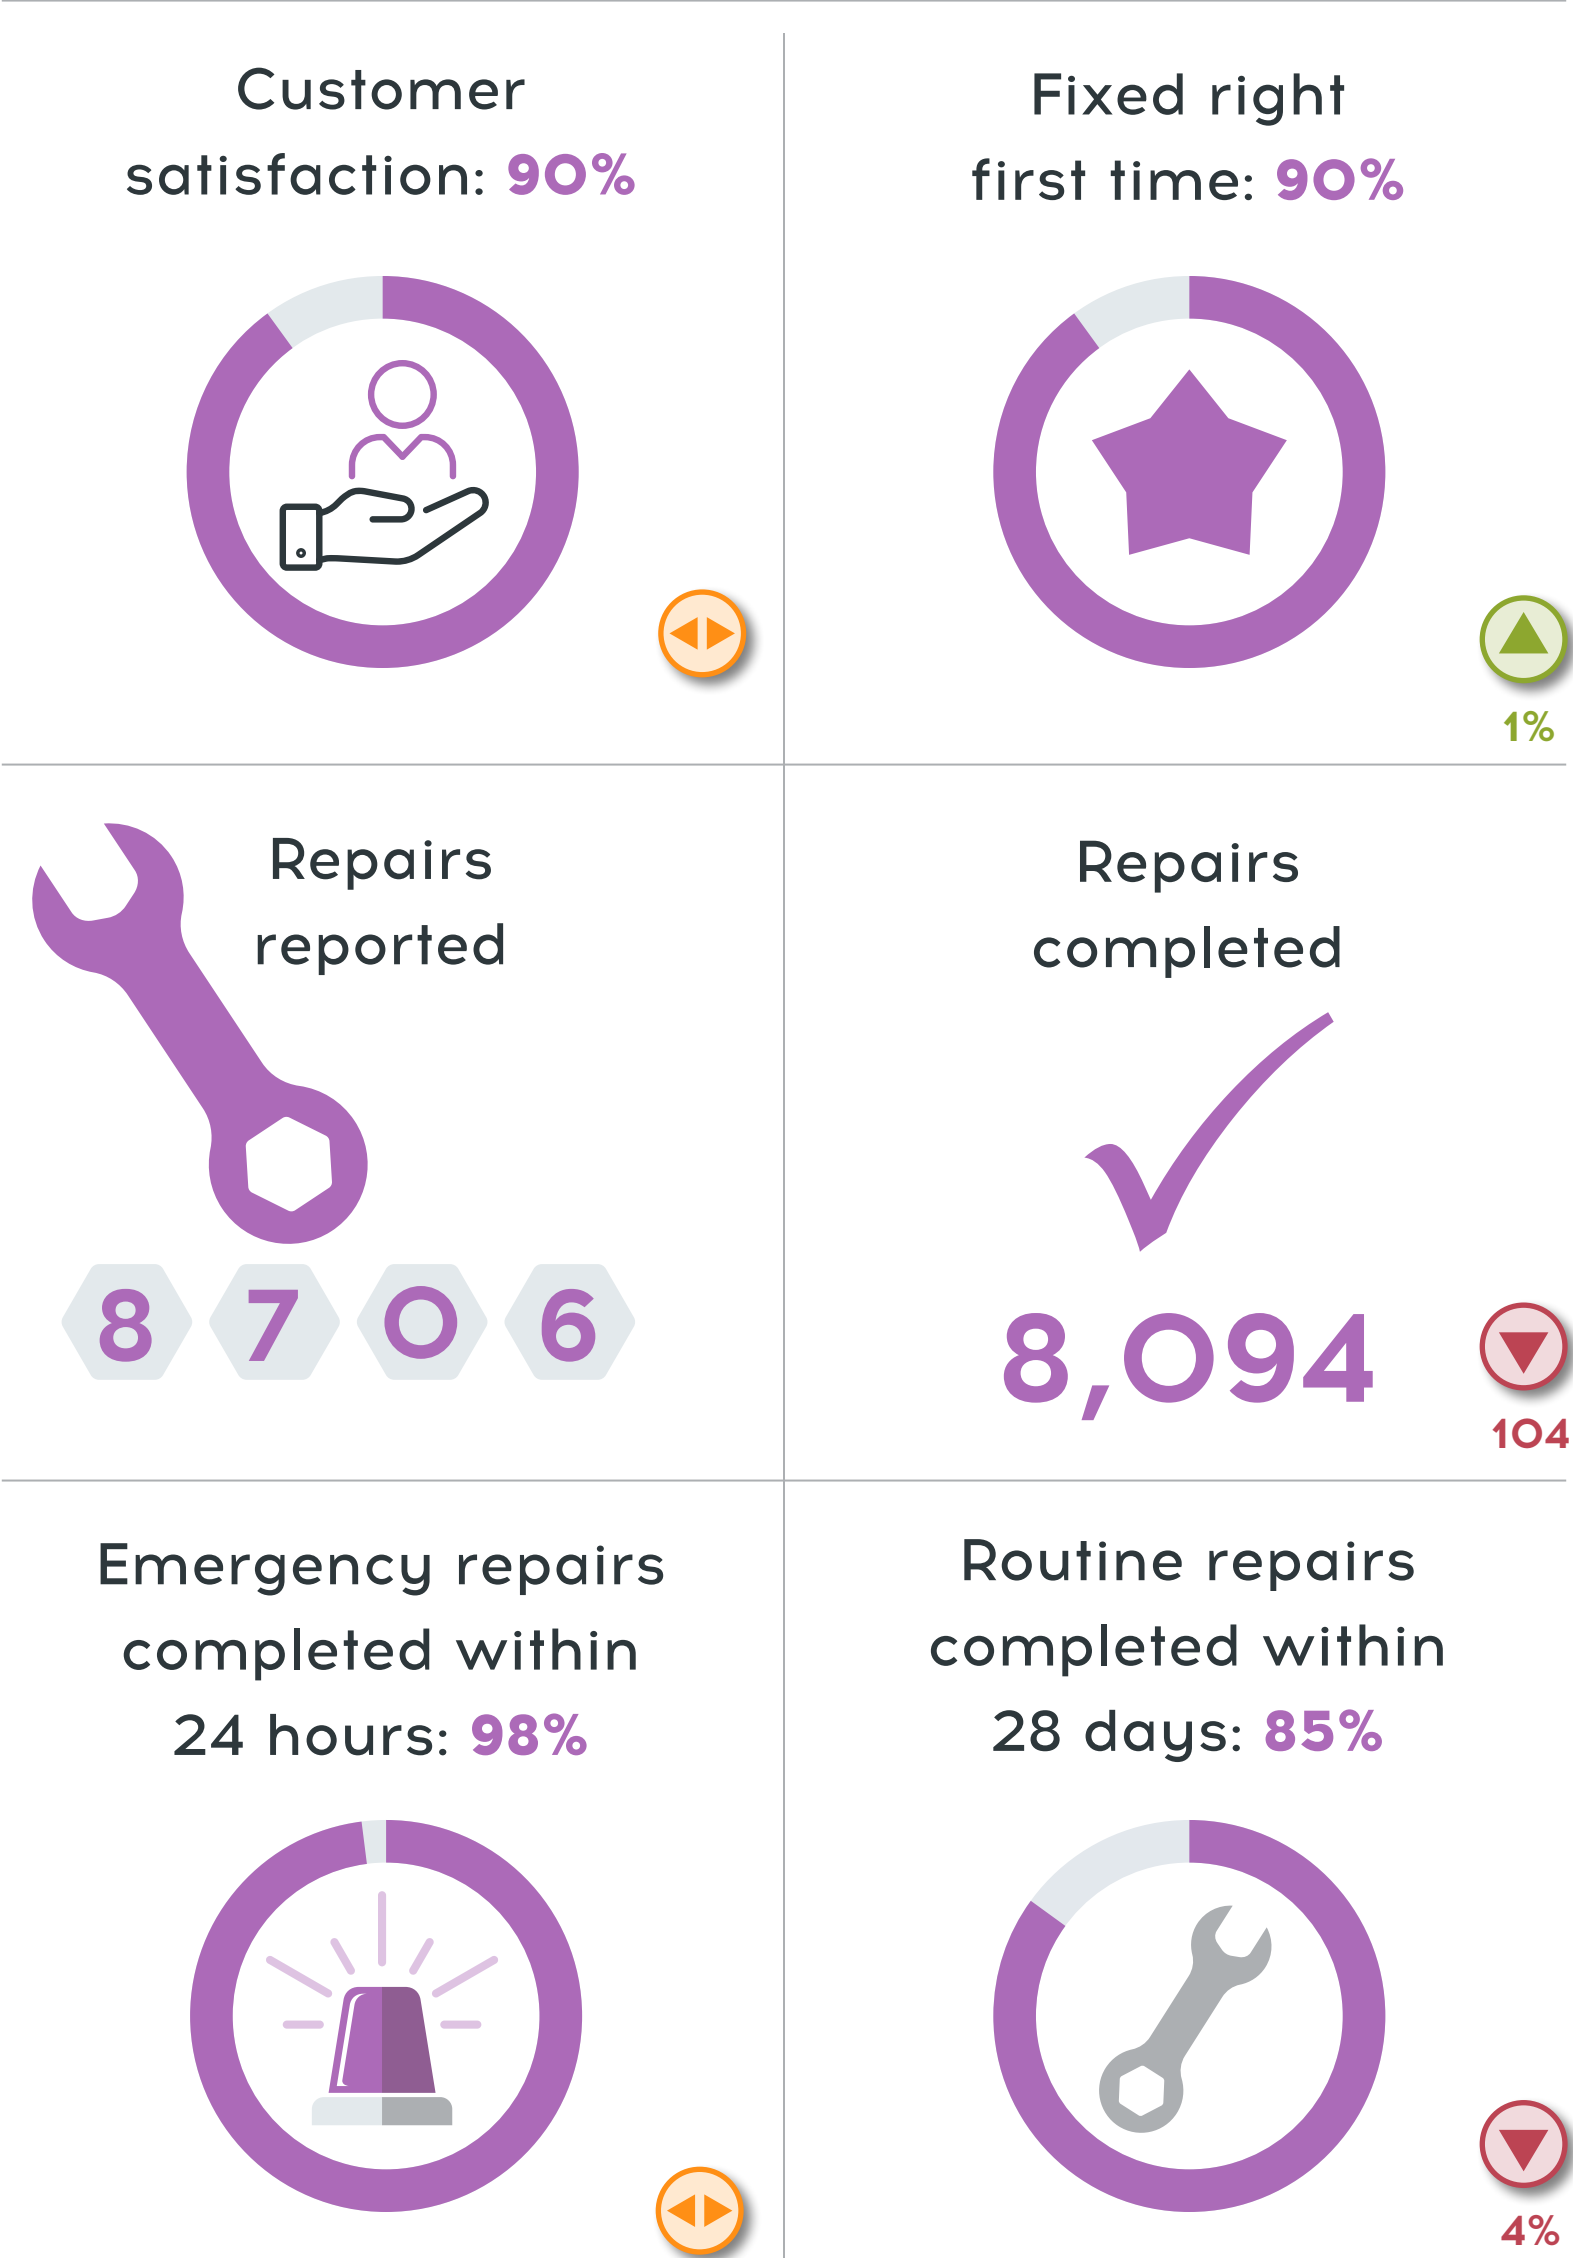 Customer
satisfaction: 90%
Fixed right
first time: 90%
1%
Repairs
reported
8 7 0 6
Repairs
completed
8,094
104
Emergency repairs
completed within
24 hours: 98%
Routine repairs
completed within
28 days: 85%
4%